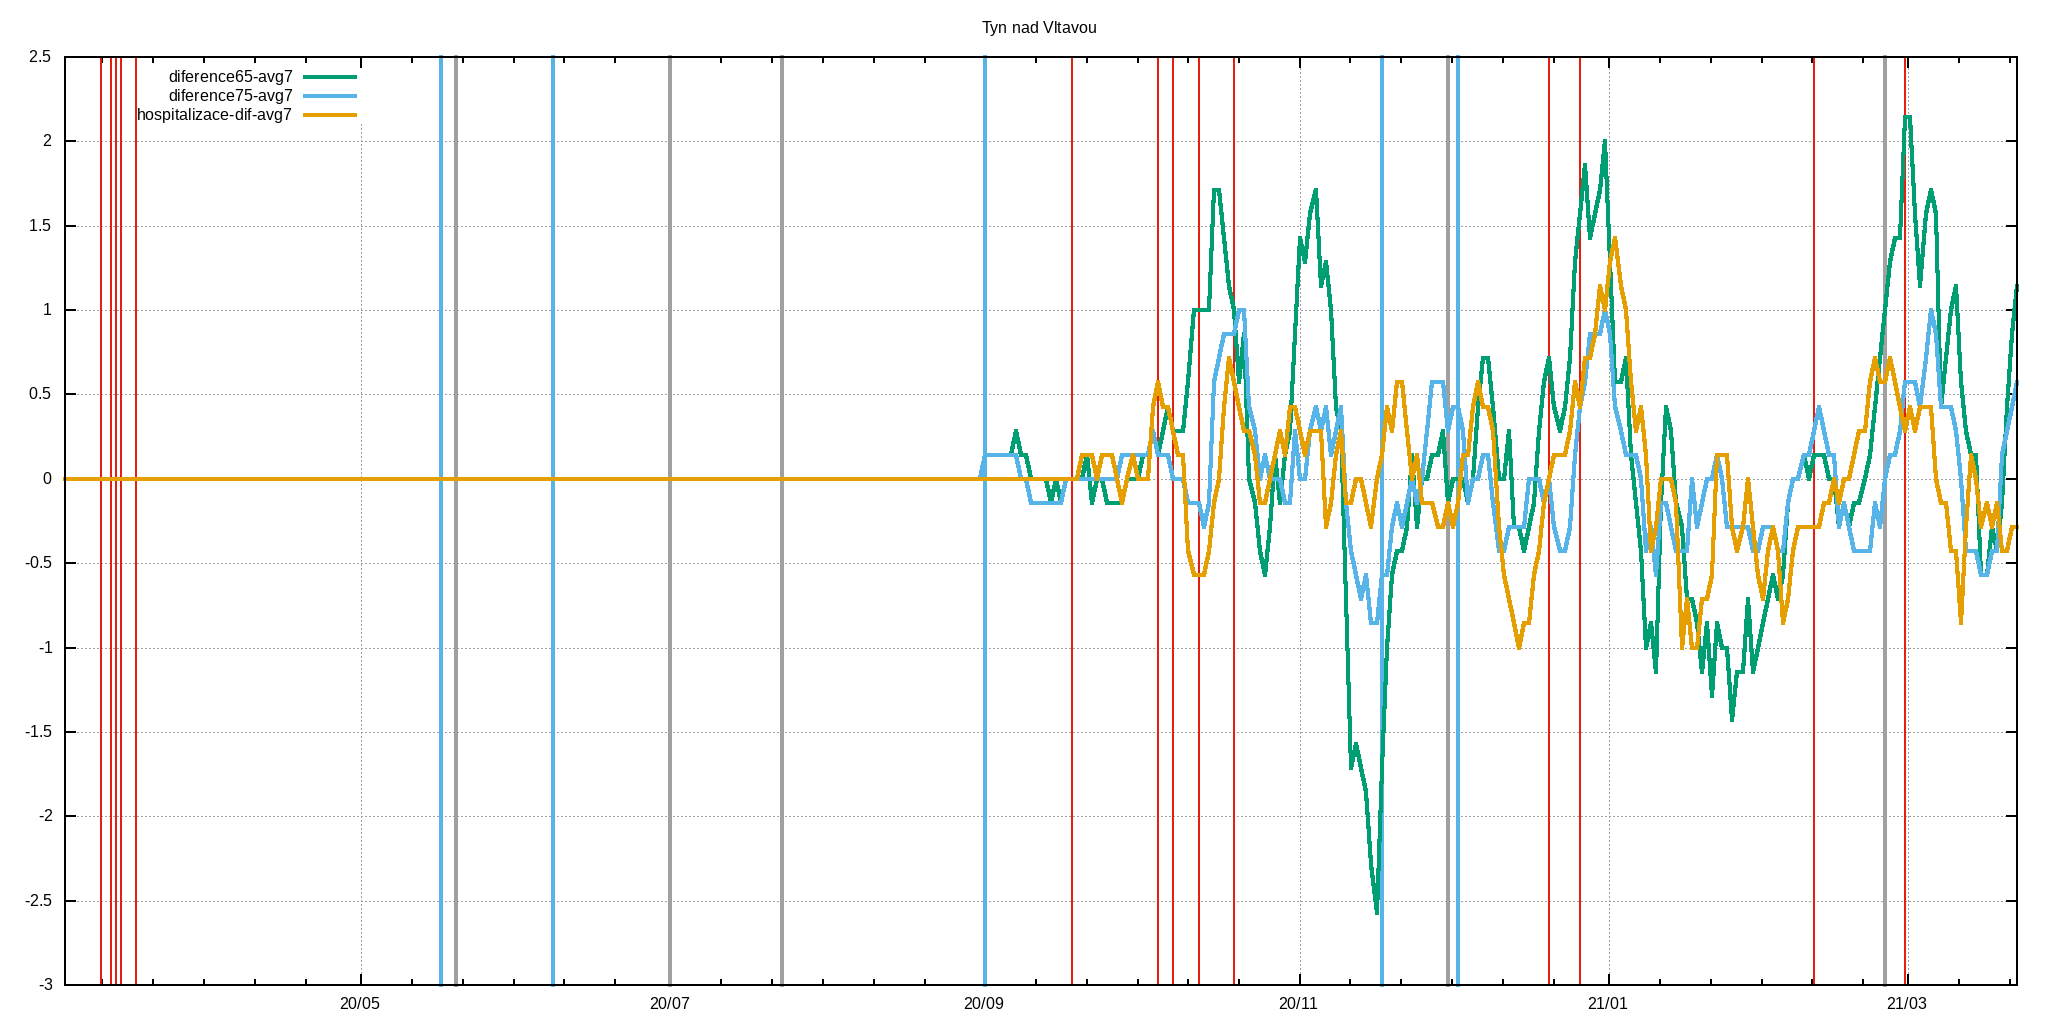 Tyn nad Vltavou
2.5
diference65-avg7
diference75-avg7
hospitalizace-dif-avg7
2
1.5
1
0.5
0
-0.5
-1
-1.5
-2
-2.5
-3
20/05 20/07 20/09 20/11 21/01 21/03